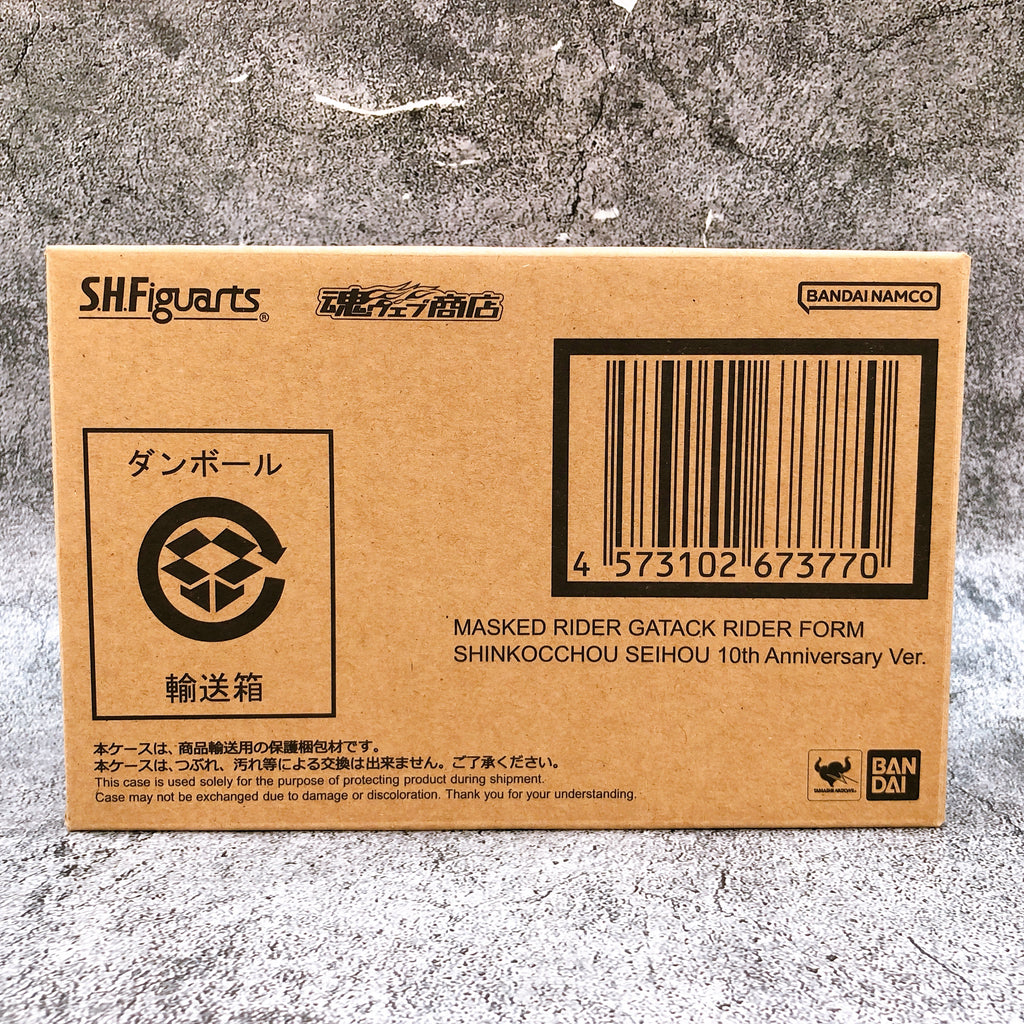 S.H.Figuarts®
魂ウェブ商店
BANDAI NAMCO
4 573102 673770
MASKED RIDER GATACK RIDER FORM
SHINKOCCHOU SEIHOU 10th Anniversary Ver.
ダンボール
輸送箱
本ケースは、商品輸送用の保護梱包材です。
本ケースは、つぶれ、汚れ等による交換は出来ません。ご了承ください。
This case is used solely for the purpose of protecting product during shipment.
Case may not be exchanged due to damage or discoloration. Thank you for your understanding.
TAMASHII NATIONS
BAN
DAI